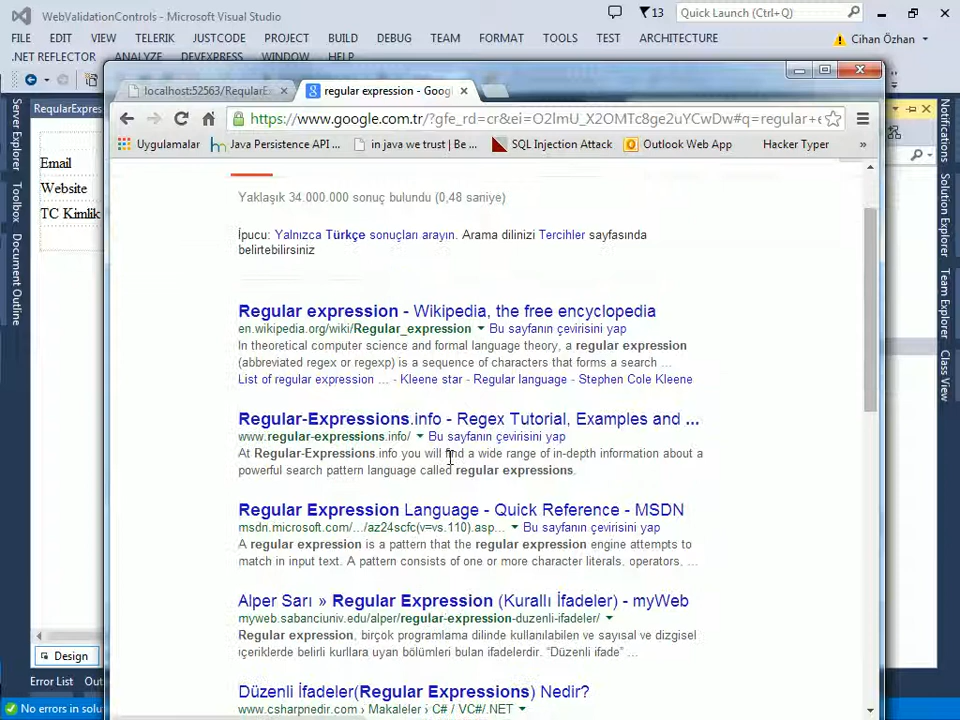 WebValidationControls - Microsoft Visual Studio
13
Quick Launch (Ctrl+Q)
FILE EDIT VIEW TELERIK JUSTCODE PROJECT BUILD DEBUG TEAM FORMAT TOOLS TEST ARCHITECTURE
Cihan Özhan
.NET REFLECTOR ANALYZE DEVEXPRESS WINDOW HELP
localhost:52563/RegularE
regular expression - Googl
RegularExpres
https://www.google.com.tr/?gfe_rd=cr&ei=O2lmU_X2OMTc8ge2uYCwDw#q=regular+e
Uygulamar
Java Persistence API ...
in java we trust | Be ...
SQL Injection Attack
Outlook Web App
Hacker Typer
»
Server Explorer
Toolbox
Document Outline
Email
Website
TC Kimlik
Yaklaşık 34.000.000 sonuç bulundu (0,48 saniye)
İpucu: Yalnızca Türkçe sonuçları arayın. Arama dilinizi Tercihler sayfasında
belirtebilirsiniz
Regular expression - Wikipedia, the free encyclopedia
en.wikipedia.org/wiki/Regular_expression Bu sayfanın çevirisini yap
In theoretical computer science and formal language theory, a regular expression
(abbreviated regex or regexp) is a sequence of characters that forms a search ...
List of regular expression ... - Kleene star - Regular language - Stephen Cole Kleene
Regular-Expressions.info - Regex Tutorial, Examples and ...
www.regular-expressions.info/ Bu sayfanın çevirisini yap
At Regular-Expressions.info you will find a wide range of in-depth information about a
powerful search pattern language called regular expressions.
Regular Expression Language - Quick Reference - MSDN
msdn.microsoft.com/.../az24scfc(v=vs.110).asp... Bu sayfanın çevirisini yap
A regular expression is a pattern that the regular expression engine attempts to
match in input text. A pattern consists of one or more character literals, operators, ...
Alper Sarı » Regular Expression (Kurallı İfadeler) - myWeb
myweb.sabanciuniv.edu/alper/regular-expression-duzenli-ifadeler/
Regular expression, birçok programlama dilinde kullanılabilen ve sayısal ve dizgisel
içeriklerde belirli kurllara uyan bölümleri bulan ifadelerdir. "Düzenli ifade" ...
Düzenli İfadeler(Regular Expressions) Nedir?
www.csharpnedir.com › Makaleler › C# / VC#/.NET
Notifications
Solution Explorer
Team Explorer
Class View
Design
Error List
Out
No errors in solu